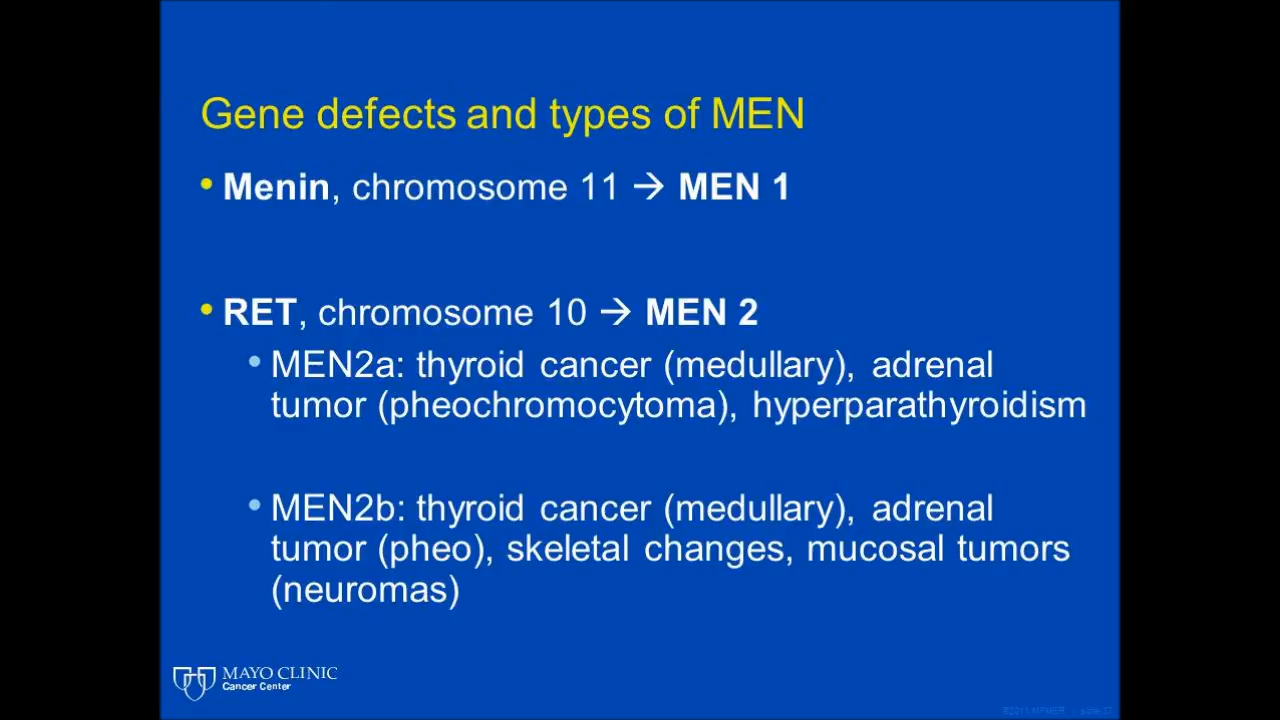 Gene defects and types of MEN
• Menin, chromosome 11 → MEN 1
• RET, chromosome 10 → MEN 2
• MEN2a: thyroid cancer (medullary), adrenal
tumor (pheochromocytoma), hyperparathyroidism
• MEN2b: thyroid cancer (medullary), adrenal
tumor (pheo), skeletal changes, mucosal tumors
(neuromas)
MAYO CLINIC
Cancer Center